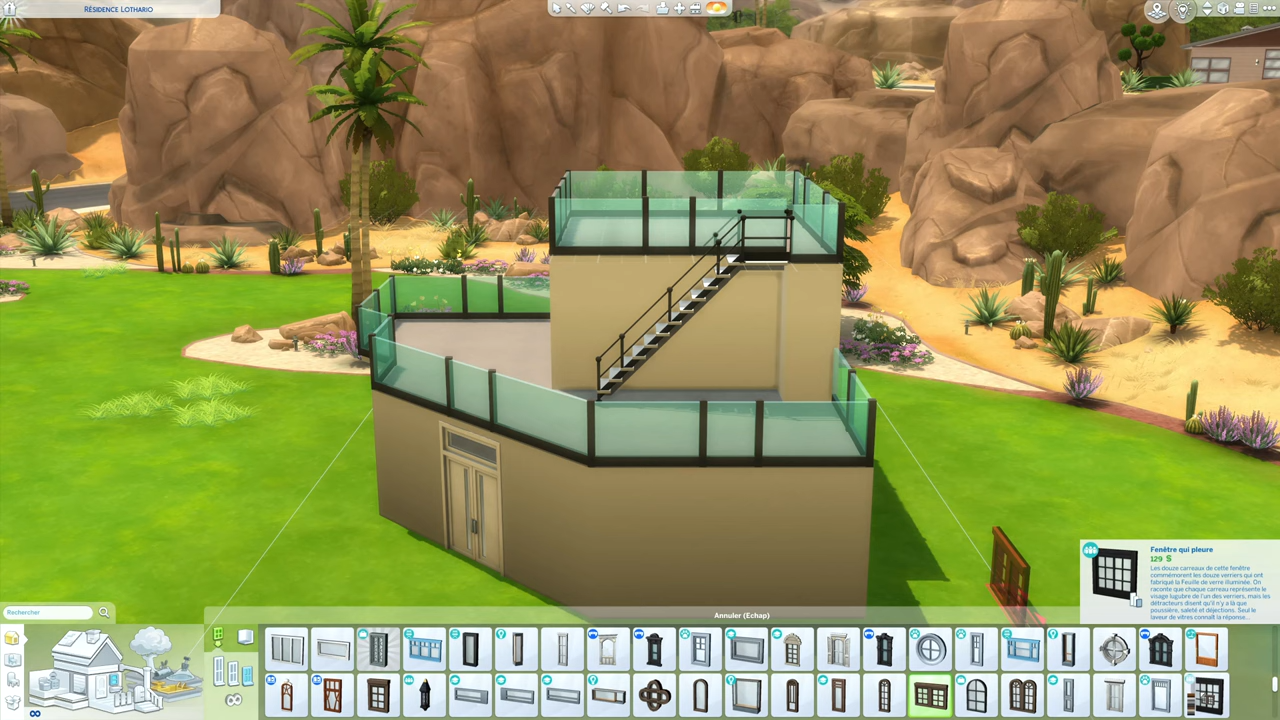 RÉSIDENCE LOTHARIO
Fenêtre qui pleure
129 $
Les douze carreaux de cette fenêtre
commémorent les douze verriers qui ont
fabriqué la Feuille de verre illuminée. On
raconte que chaque carreau représente le
visage lugubre de l'un des verriers, mais les
détracteurs disent qu'il n'y a là que
poussière, saleté et déjections. Seul le
laveur de vitres connaît la réponse...
Rechercher
Annuler (Echap)